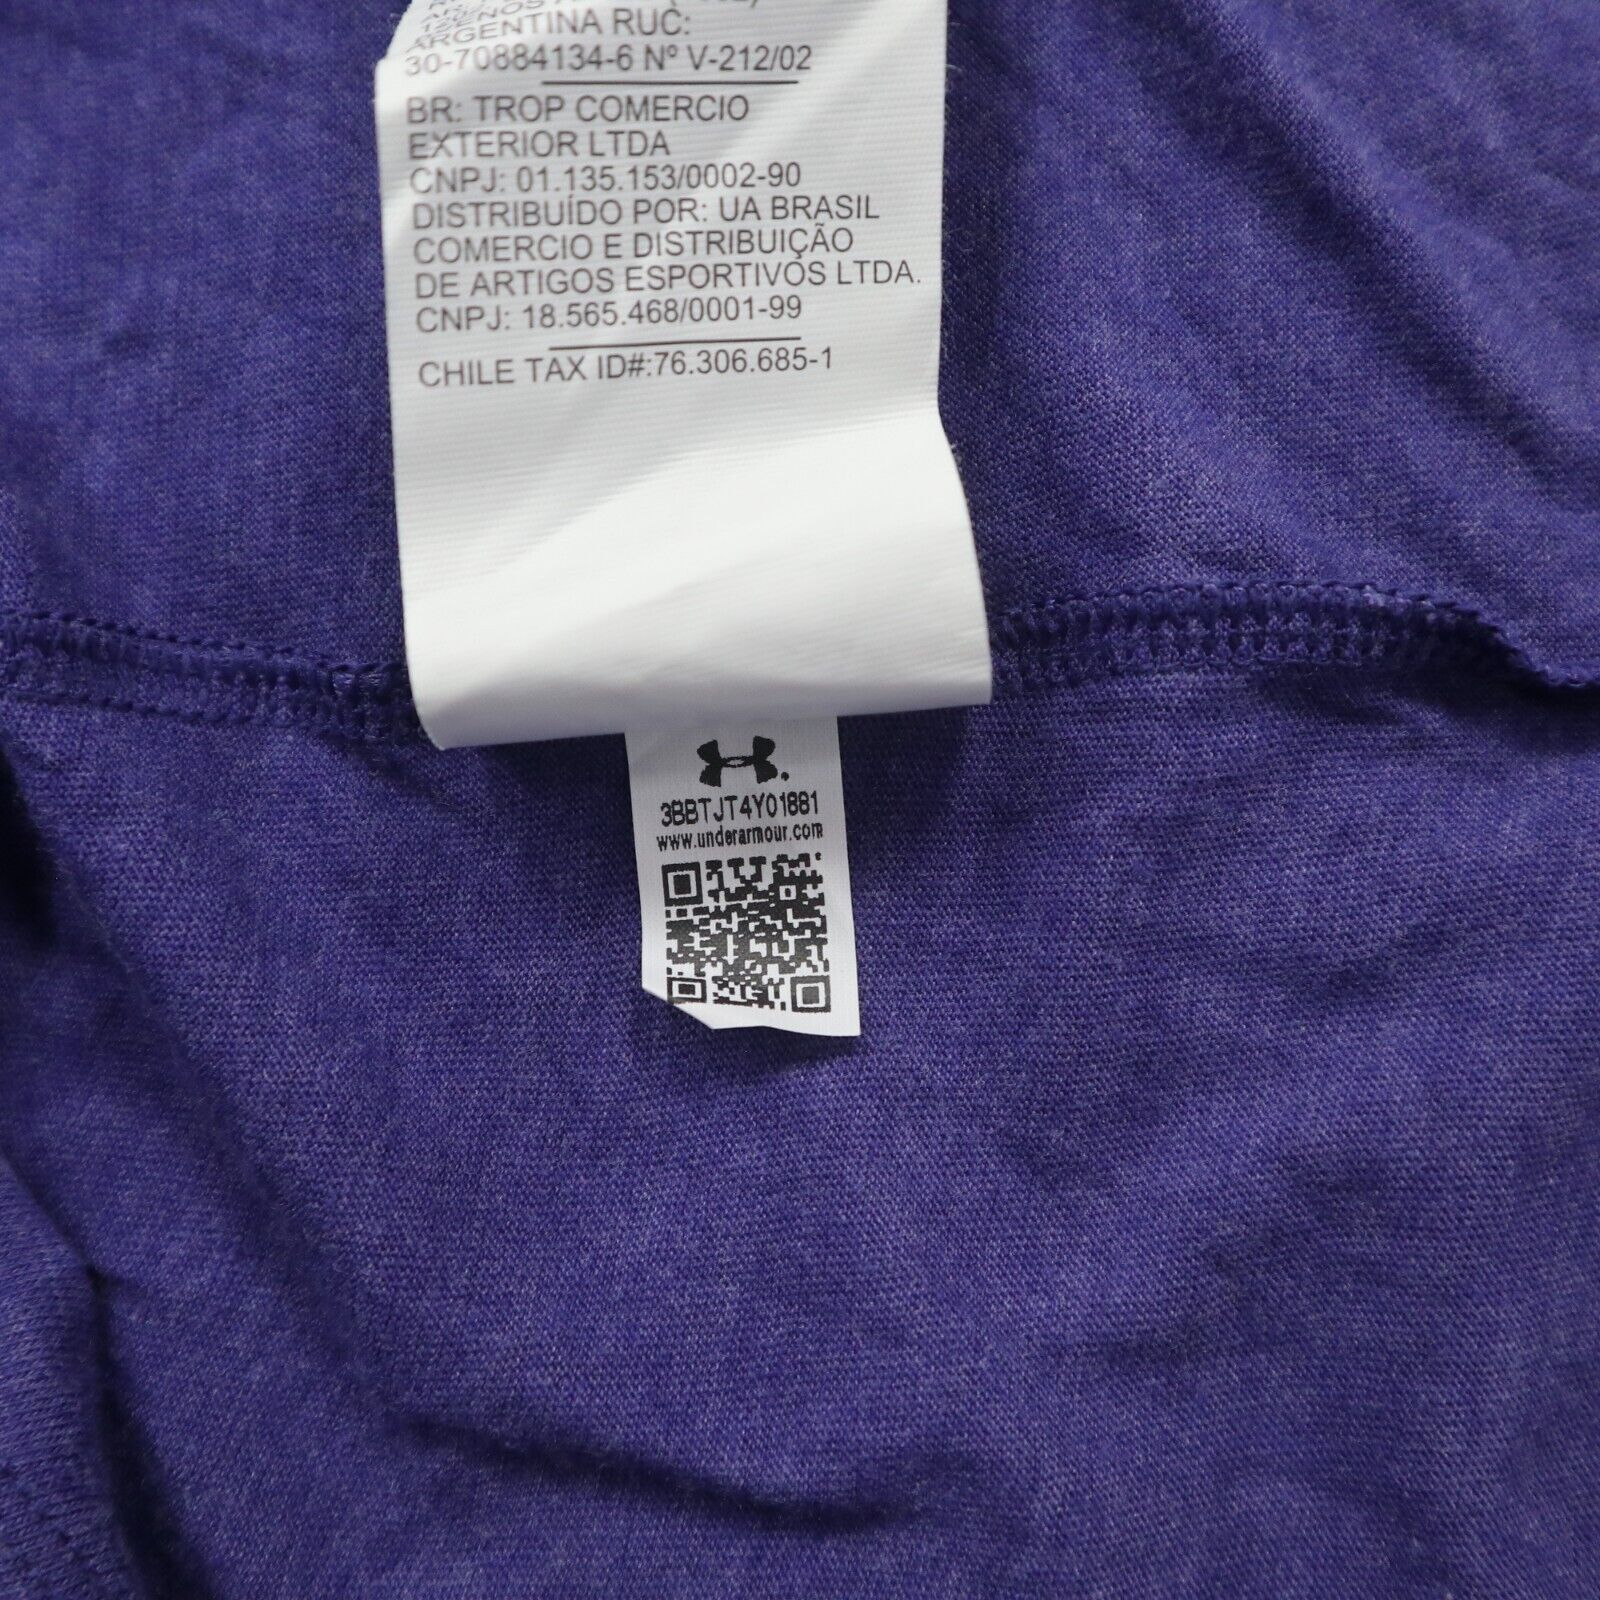 ARGENTINA RUC:
30-70884134-6 Nº V-212/02
BR: TROP COMERCIO
EXTERIOR LTDA
CNPJ: 01.135.153/0002-90
DISTRIBUÍDO POR: UA BRASIL
COMERCIO E DISTRIBUIÇÃO
DE ARTIGOS ESPORTIVOS LTDA.
CNPJ: 18.565.468/0001-99
CHILE TAX ID#:76.306.685-1
3BBTJT4Y01881
www.underarmour.com